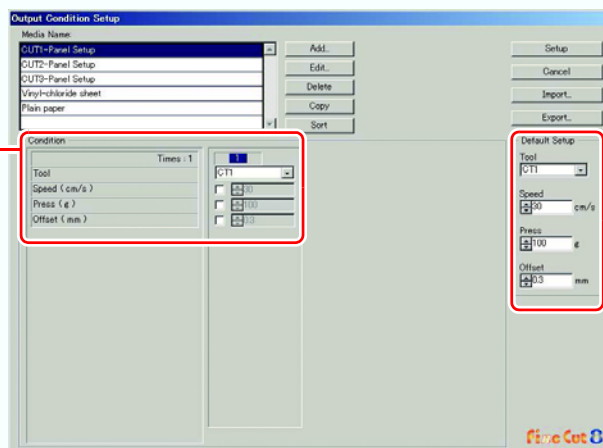 Output Condition Setup
Media Name:
CUT1-Panel Setup
CUT2-Panel Setup
CUT3-Panel Setup
Vinyl-chloride sheet
Plain paper
Add...
Edit...
Delete
Copy
Sort
Setup
Cancel
Import...
Export...
Condition
Times : 1
1
Tool
CT1
Speed ( cm/s )
30
Press ( g )
100
Offset ( mm )
0.3
Default Setup
Tool
CT1
Speed
30 cm/s
Press
100 g
Offset
0.3 mm
Fine Cut 8